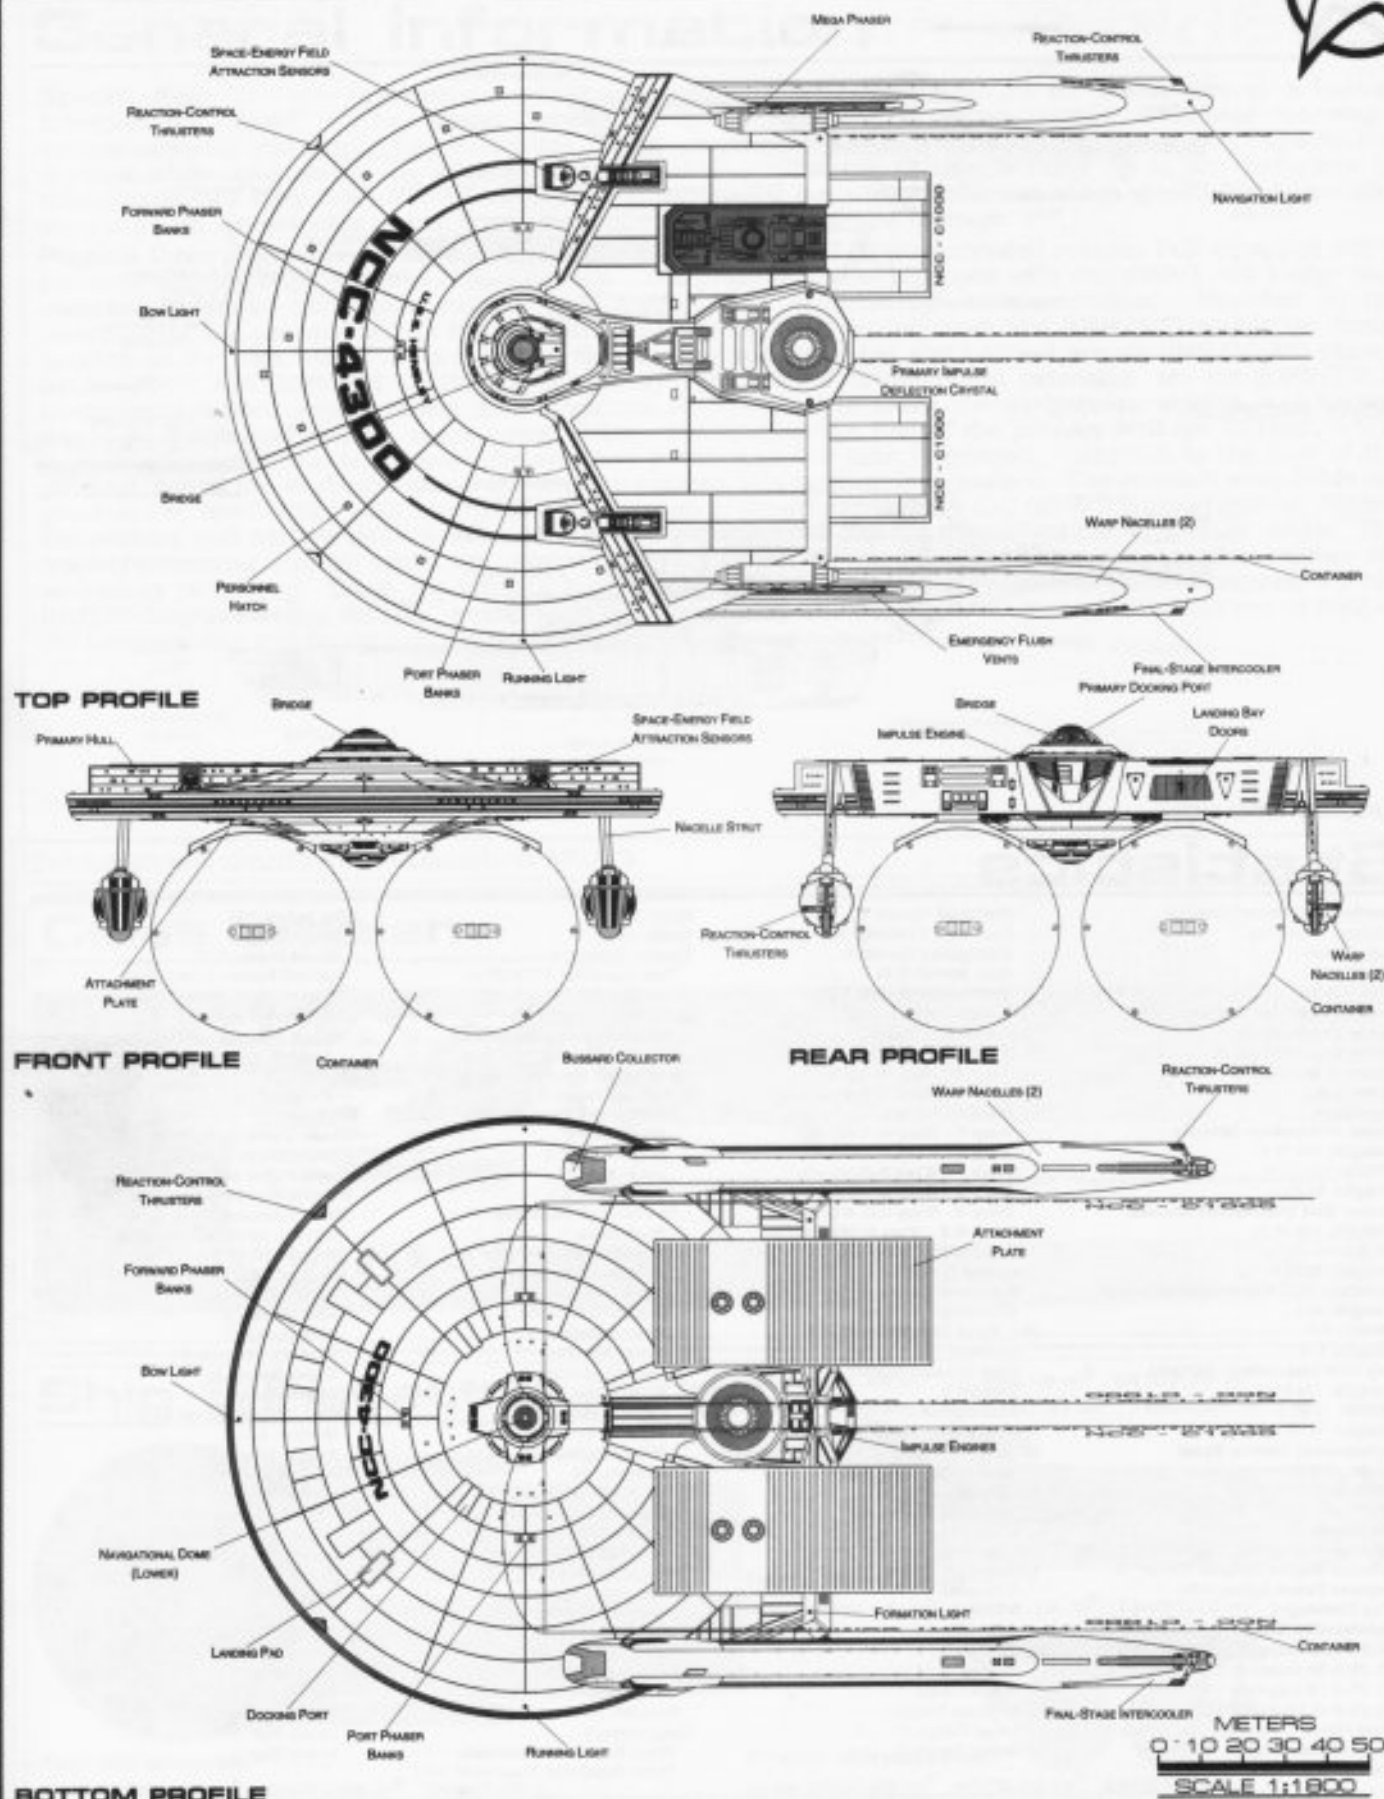 MEGA PHASER
SPACE-ENERGY FIELD
ATTRACTION SENSORS
REACTION-CONTROL
THRUSTERS
REACTION-CONTROL
THRUSTERS
FORWARD PHASER
BANKS
NAVIGATION LIGHT
NCC - C1000
NCC-4300
U.S.S.
BOW LIGHT
PRIMARY IMPULSE
DEFLECTION CRYSTAL
NCC - C1000
BRIDGE
WARP NACELLES (2)
CONTAINER
PERSONNEL
HATCH
EMERGENCY FLUSH
VENTS
PORT PHASER
BANKS
RUNNING LIGHT
FINAL-STAGE INTERCOOLER
TOP PROFILE
BRIDGE
PRIMARY HULL
SPACE-ENERGY FIELD
ATTRACTION SENSORS
NACELLE STRUT
ATTACHMENT
PLATE
CONTAINER
FRONT PROFILE
PRIMARY DOCKING PORT
BRIDGE
LANDING BAY
DOORS
IMPULSE ENGINE
REACTION-CONTROL
THRUSTERS
WARP
NACELLES (2)
CONTAINER
REAR PROFILE
BUSSARD COLLECTOR
WARP NACELLES (2)
REACTION-CONTROL
THRUSTERS
REACTION-CONTROL
THRUSTERS
ATTACHMENT
PLATE
FORWARD PHASER
BANKS
BOW LIGHT
NCC-4300
IMPULSE ENGINES
NAVIGATIONAL DOME
(LOWER)
FORMATION LIGHT
CONTAINER
LANDING PAD
DOCKING PORT
PORT PHASER
BANKS
RUNNING LIGHT
FINAL-STAGE INTERCOOLER
METERS
0 10 20 30 40 50
SCALE 1:1800
BOTTOM PROFILE